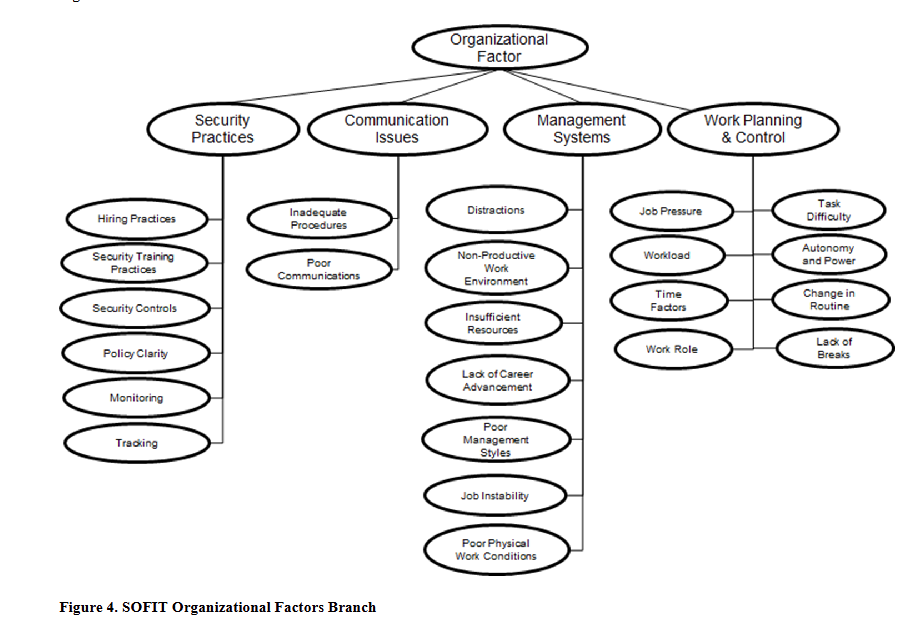 Organizational
Factor
Security
Practices
Communication
Issues
Management
Systems
Work Planning
& Control
Hiring Practices
Security Training
Practices
Security Controls
Policy Clarity
Monitoring
Tracking
Inadequate
Procedures
Poor
Communications
Distractions
Non-Productive
Work
Environment
Insufficient
Resources
Lack of Career
Advancement
Poor
Management
Styles
Job Instability
Poor Physical
Work Conditions
Job Pressure
Workload
Time
Factors
Work Role
Task
Difficulty
Autonomy
and Power
Change in
Routine
Lack of
Breaks
Figure 4. SOFIT Organizational Factors Branch